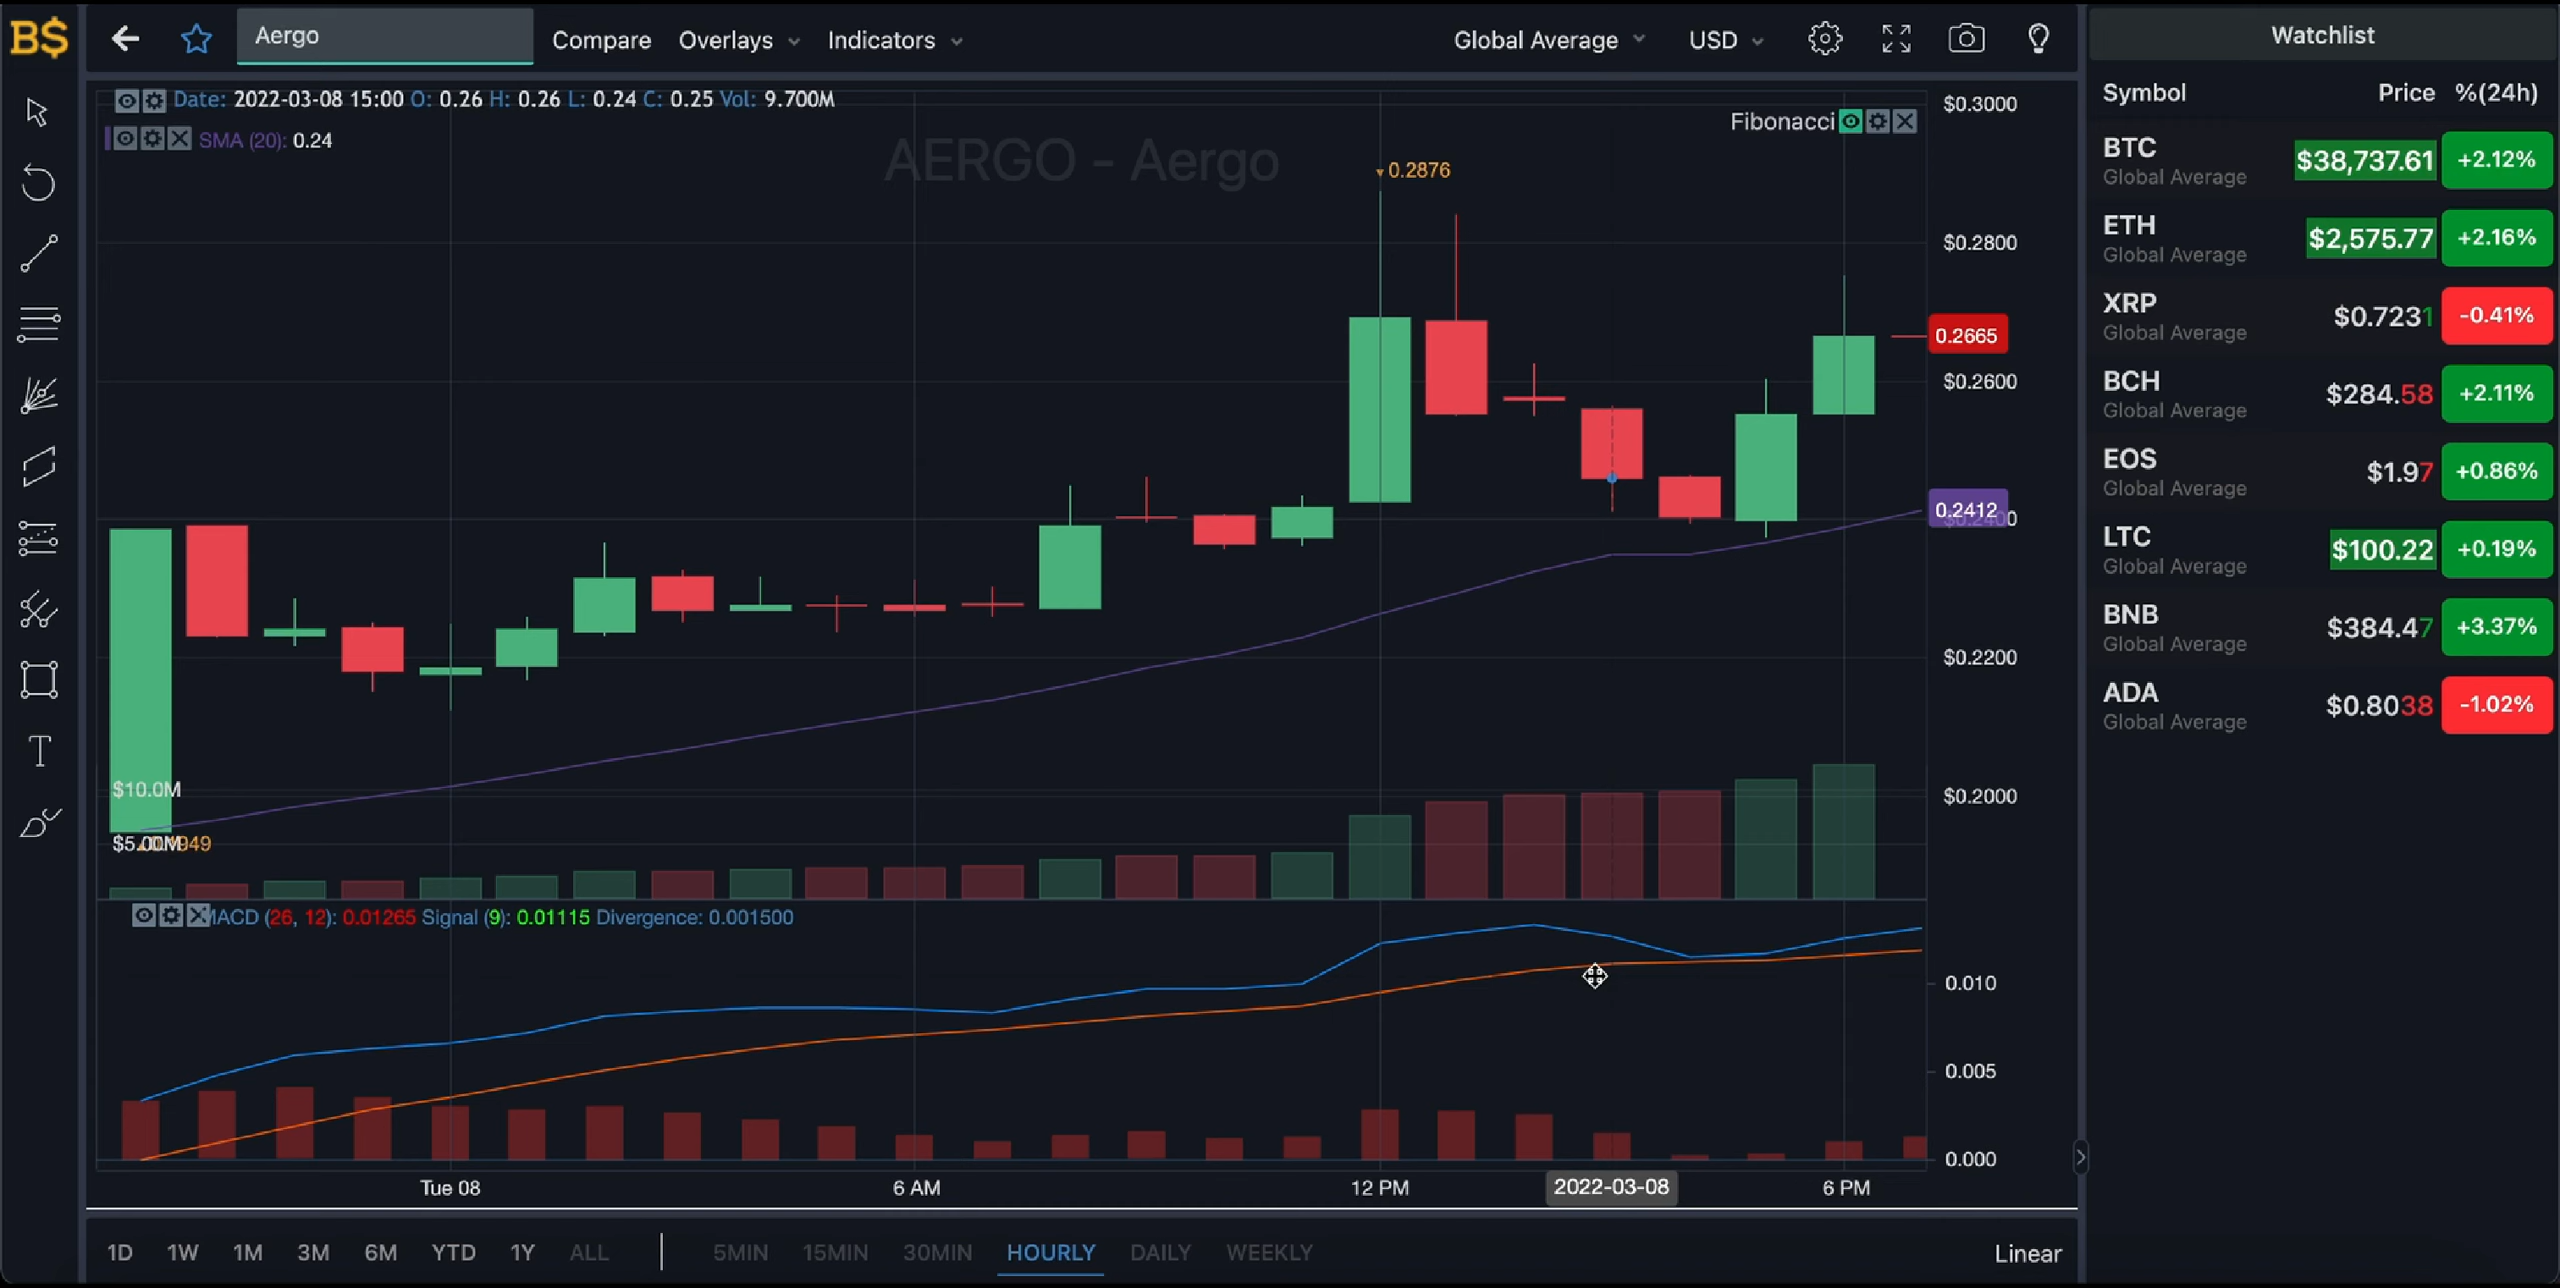 B$
Aergo
Compare
Overlays
Indicators
Global Average
USD
Date: 2022-03-08 15:00 O: 0.26 H: 0.26 L: 0.24 C: 0.25 Vol: 9.700M
SMA (20): 0.24
Fibonacci
AERGO - Aergo
0.2876
$0.3000
$0.2800
0.2665
$0.2600
0.2412
$0.2200
$0.2000
$10.0M
$5.00M
MACD (26, 12): 0.01265 Signal (9): 0.01115 Divergence: 0.001500
0.010
0.005
0.000
Tue 08
6 AM
12 PM
2022-03-08
6 PM
1D 1W 1M 3M 6M YTD 1Y ALL
5MIN 15MIN 30MIN HOURLY DAILY WEEKLY
Linear
Watchlist
Symbol Price %(24h)
BTC $38,737.61 +2.12%
Global Average
ETH $2,575.77 +2.16%
Global Average
XRP $0.7231 -0.41%
Global Average
BCH $284.58 +2.11%
Global Average
EOS $1.97 +0.86%
Global Average
LTC $100.22 +0.19%
Global Average
BNB $384.47 +3.37%
Global Average
ADA $0.8038 -1.02%
Global Average